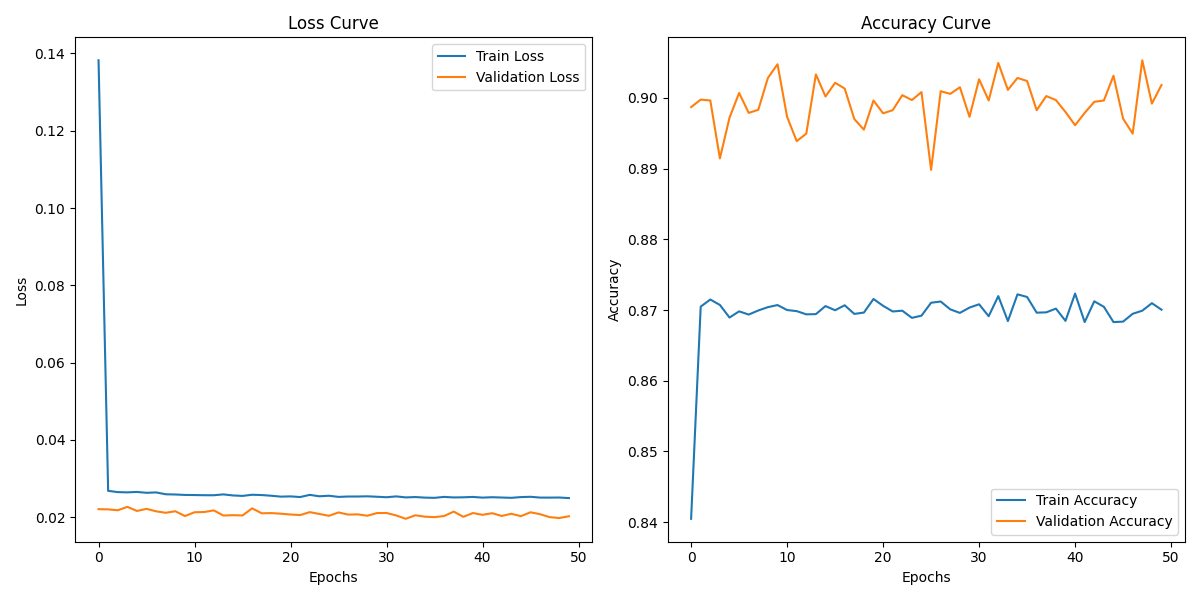 Loss Curve
0.14
0.12
0.10
0.08
0.06
0.04
0.02
Loss
Train Loss
Validation Loss
0 10 20 30 40 50
Epochs
Accuracy Curve
0.90
0.89
0.88
0.87
0.86
0.85
0.84
Accuracy
Train Accuracy
Validation Accuracy
0 10 20 30 40 50
Epochs